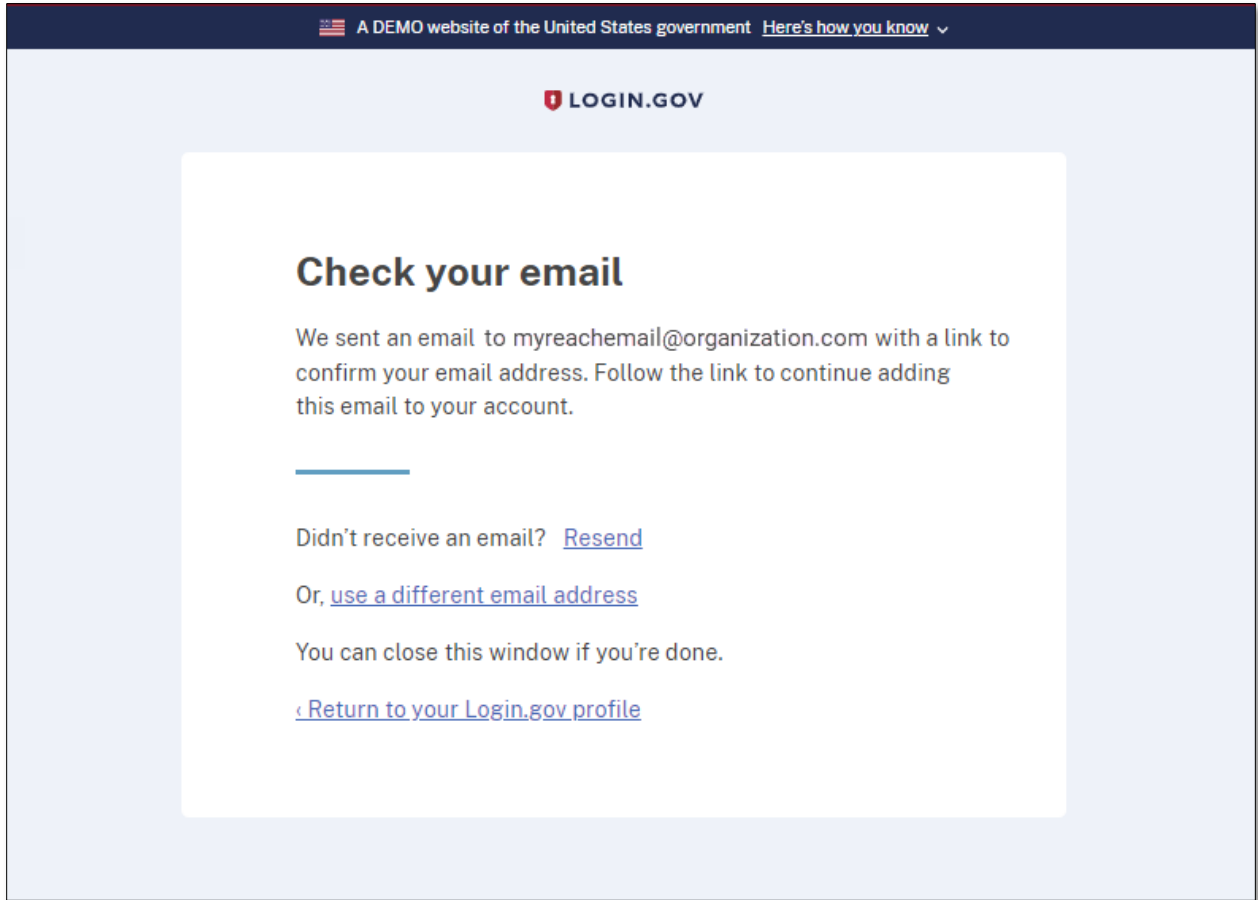 A DEMO website of the United States government Here's how you know
LOGIN.GOV
Check your email
We sent an email to myreachemail@organization.com with a link to
confirm your email address. Follow the link to continue adding
this email to your account.
Didn’t receive an email? Resend
Or, use a different email address
You can close this window if you’re done.
‹ Return to your Login.gov profile